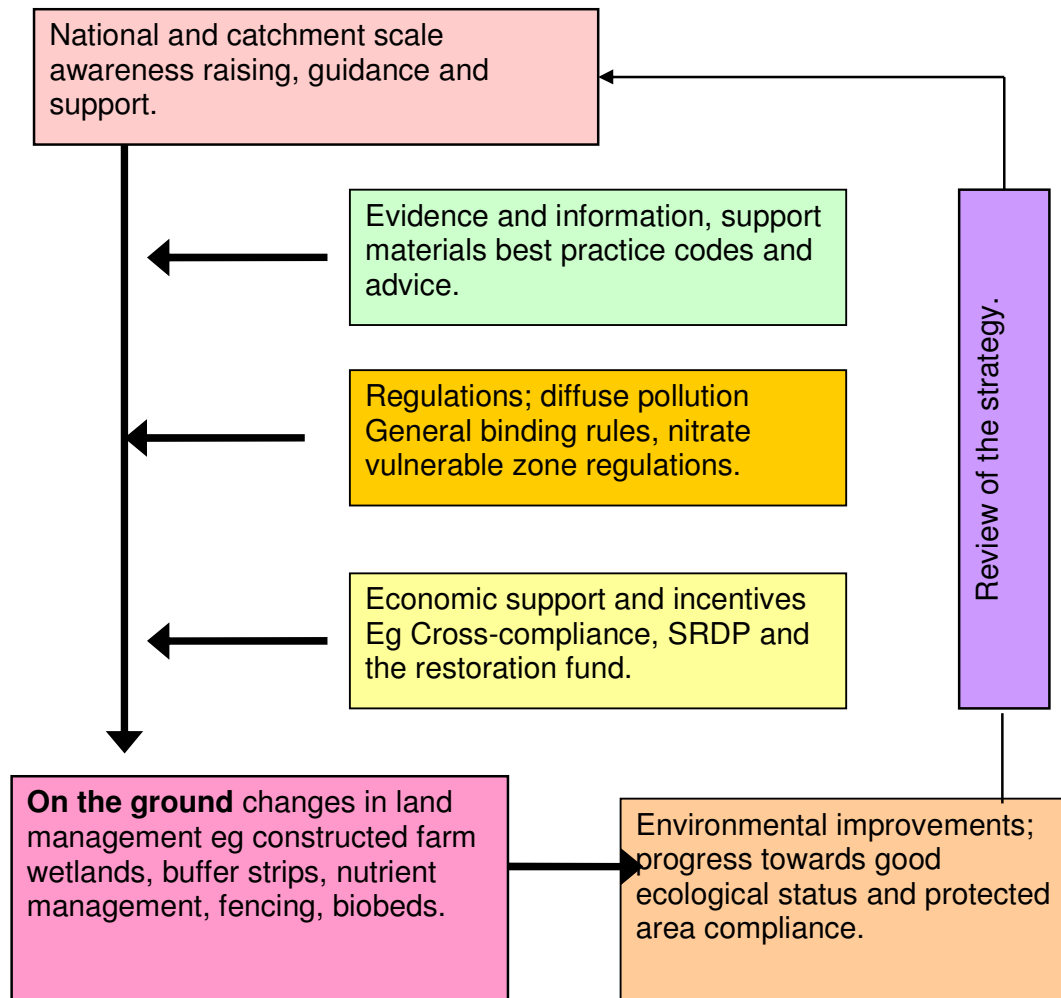 National and catchment scale
awareness raising, guidance and
support.
Evidence and information, support
materials best practice codes and
advice.
Regulations; diffuse pollution
General binding rules, nitrate
vulnerable zone regulations.
Economic support and incentives
Eg Cross-compliance, SRDP and
the restoration fund.
Review of the strategy.
On the ground changes in land
management eg constructed farm
wetlands, buffer strips, nutrient
management, fencing, biobeds.
Environmental improvements;
progress towards good
ecological status and protected
area compliance.